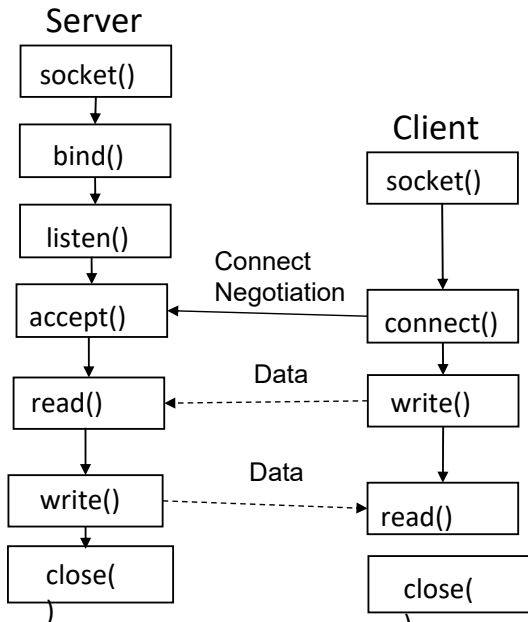 Server
socket()
bind()
Client
socket()
listen()
Connect
Negotiation
accept()
connect()
Data
read()
write()
Data
write()
read()
close(
)
close(
)